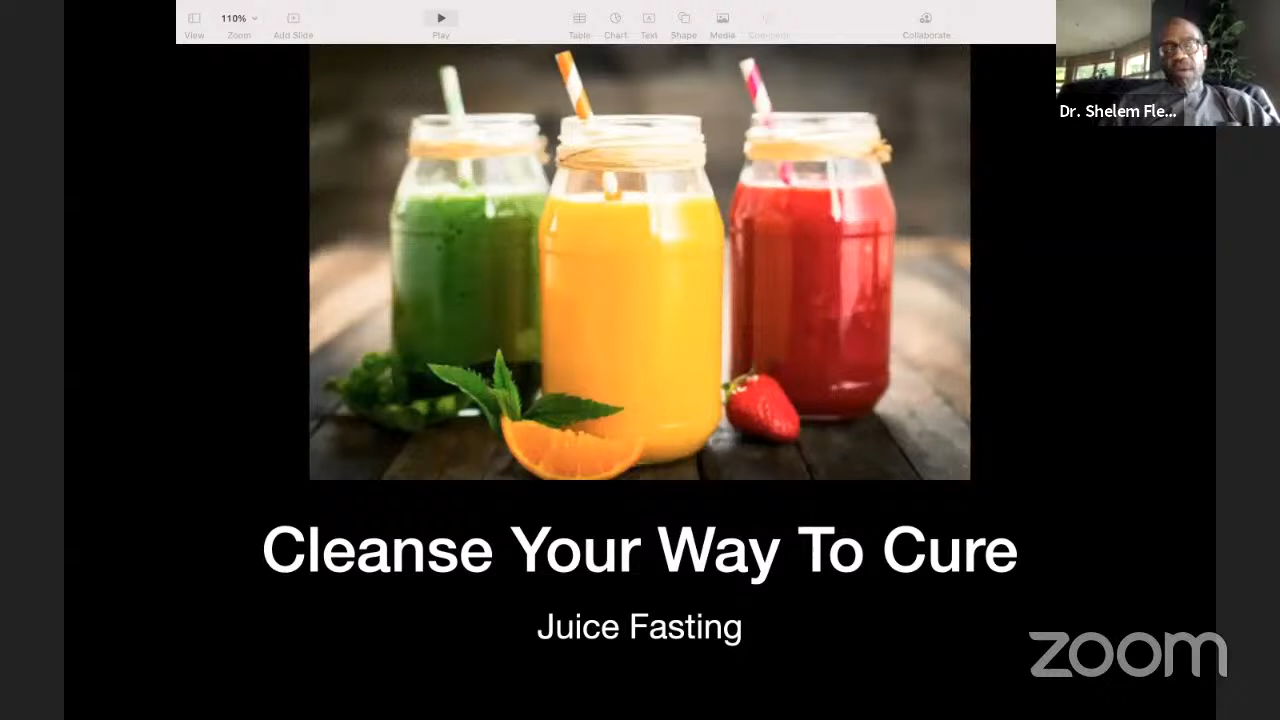 110%
View
Zoom
Add Slide
Play
Table
Chart
Text
Shape
Media
Comment
Collaborate
Dr. Shelem Fle...
Cleanse Your Way To Cure
Juice Fasting
zoom